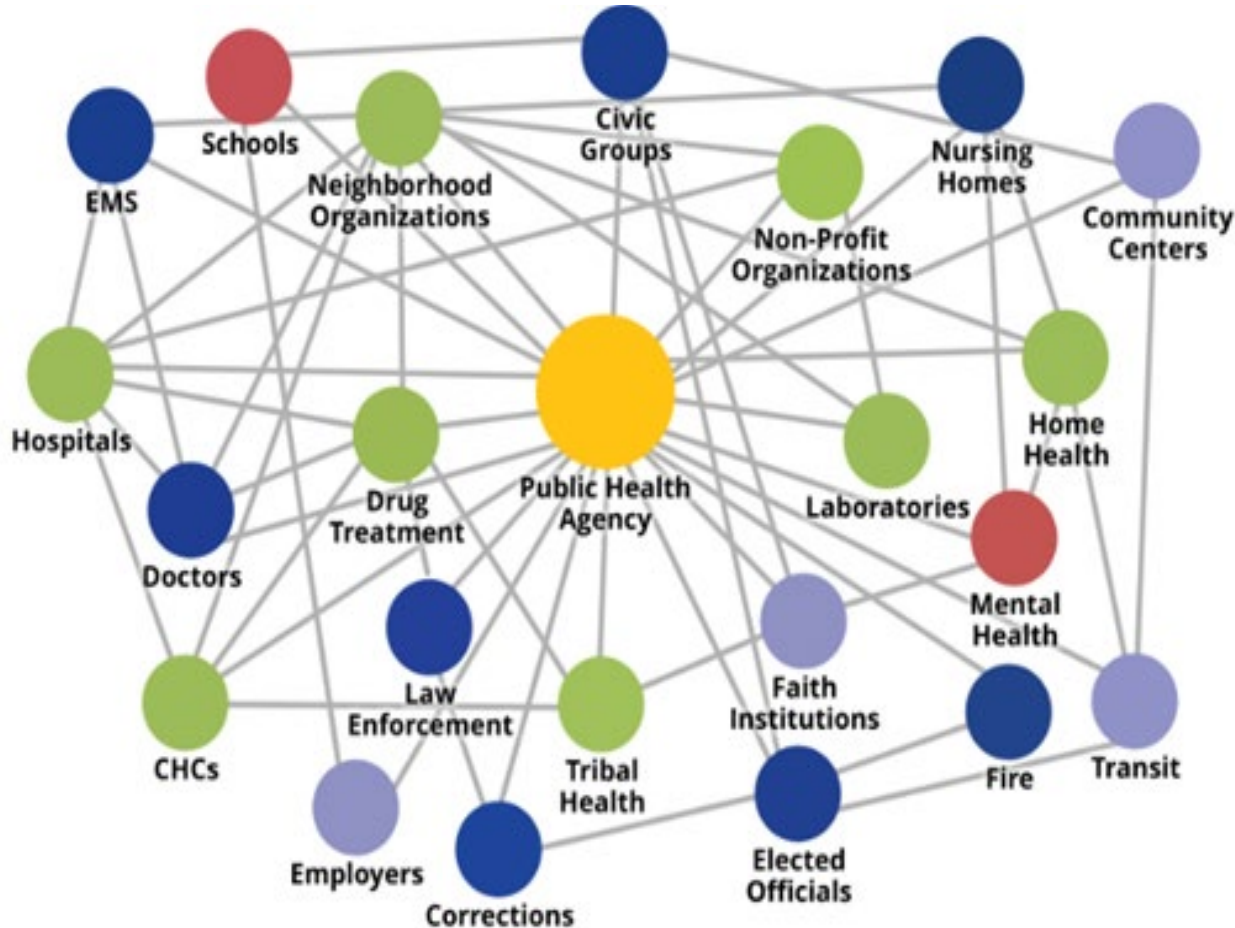 Schools
Civic
Groups
EMS
Neighborhood
Organizations
Nursing
Homes
Community
Centers
Non-Profit
Organizations
Hospitals
Drug
Treatment
Public Health
Agency
Laboratories
Home
Health
Doctors
Mental
Health
Law
Enforcement
Faith
Institutions
CHCs
Tribal
Health
Fire
Transit
Employers
Elected
Officials
Corrections